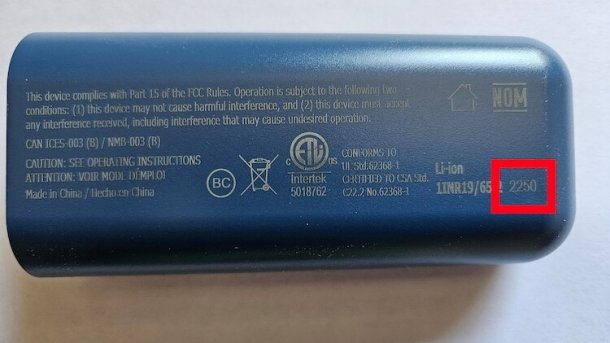 This device complies with Part 15 of the FCC Rules. Operation is subject to the following two
conditions: (1) this device may not cause harmful interference, and (2) this device must accept
any interference received, including interference that may cause undesired operation.
CAN ICES-003 (B) / NMB-003 (B)
CAUTION: SEE OPERATING INSTRUCTIONS
ATTENTION: VOIR MODE D'EMPLOI
Made in China / Hecho en China
BC
c
ETL
Intertek
5018762
CONFORMS TO
UL Std.62368-1
CERTIFIED TO CSA Std.
C22.2 No.62368-1
NOM
Li-ion
1INR19/65-2 2250